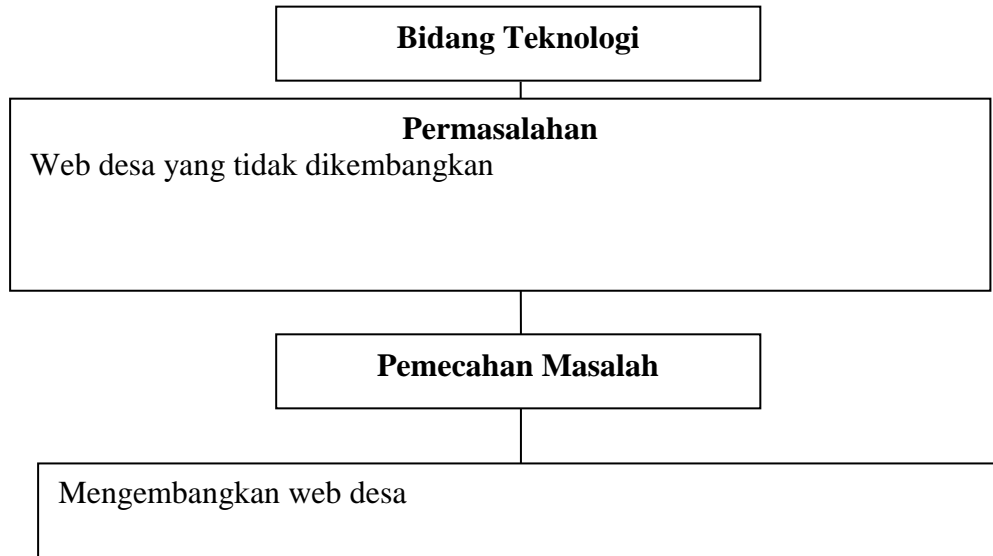 Bidang Teknologi
Permasalahan
Web desa yang tidak dikembangkan
Pemecahan Masalah
Mengembangkan web desa